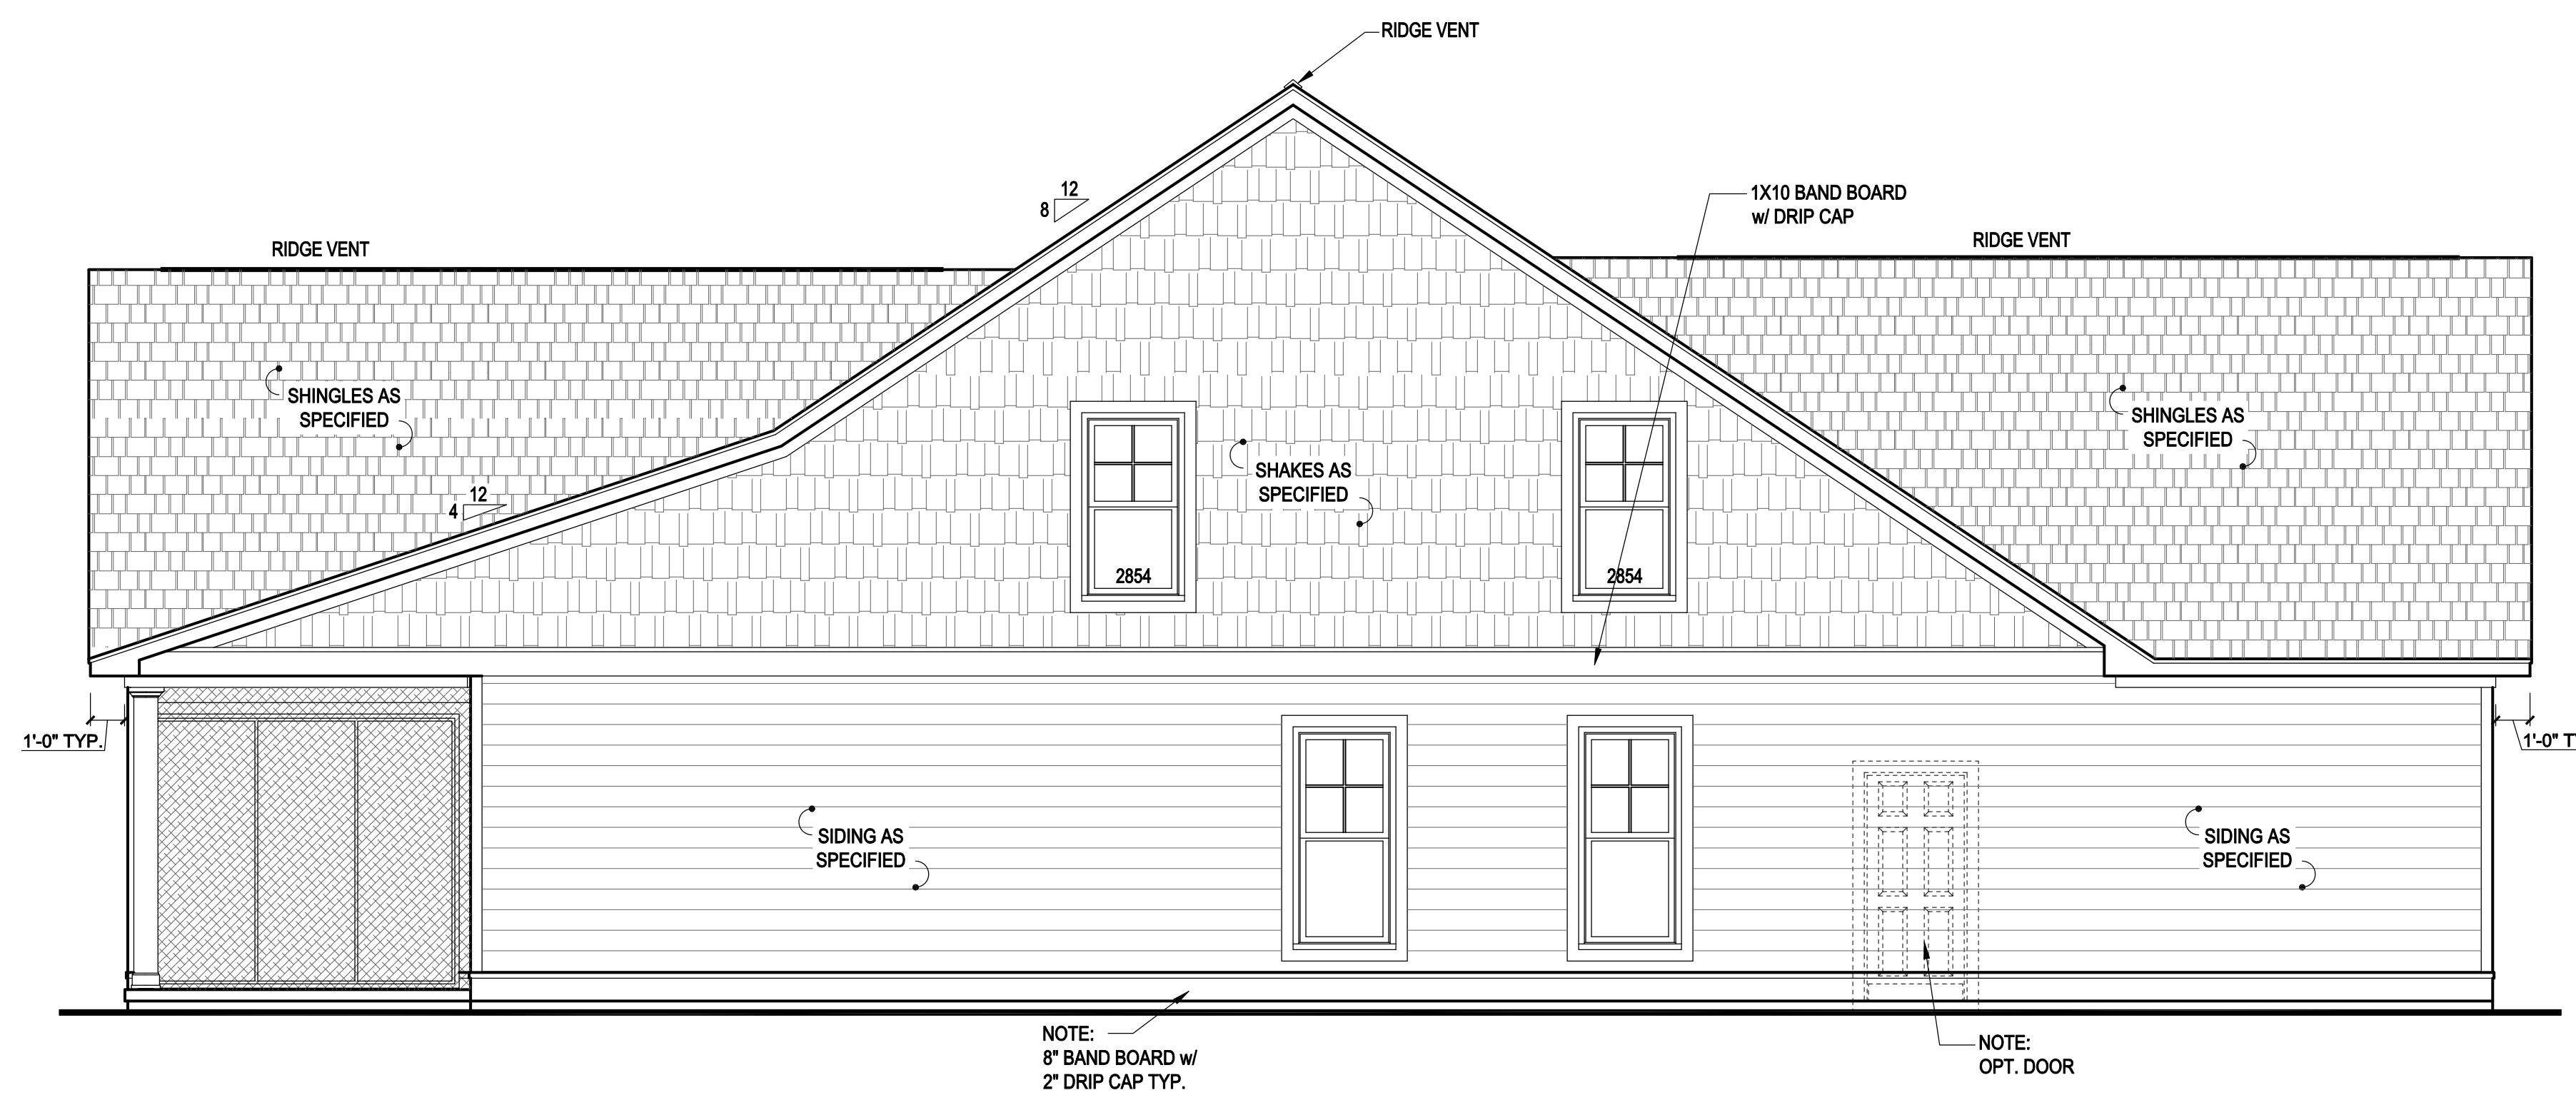 RIDGE VENT
12
8
1X10 BAND BOARD
w/ DRIP CAP
RIDGE VENT
RIDGE VENT
SHINGLES AS
SPECIFIED
SHINGLES AS
SPECIFIED
SHAKES AS
SPECIFIED
12
4
2854
2854
1'-0" TYP.
1'-0" T
SIDING AS
SPECIFIED
SIDING AS
SPECIFIED
NOTE:
8" BAND BOARD w/
2" DRIP CAP TYP.
NOTE:
OPT. DOOR